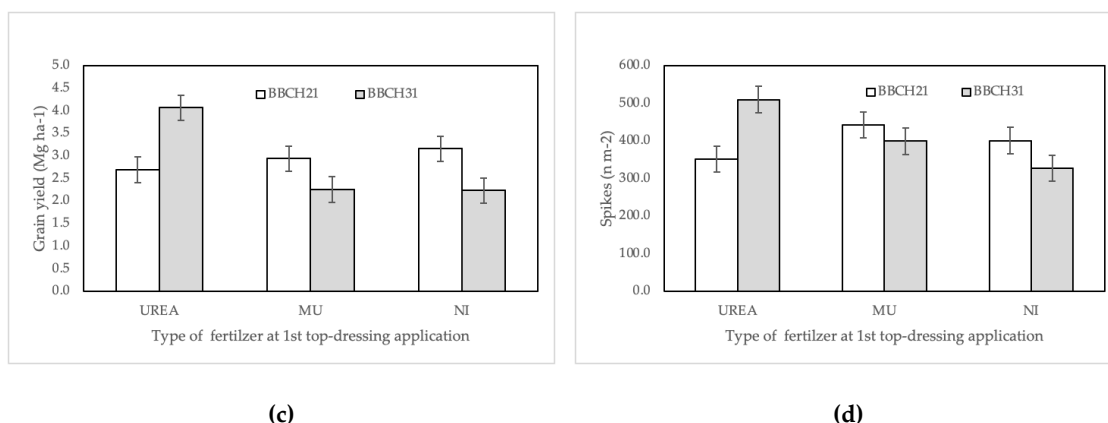 5.0
4.5
4.0
3.5
3.0
2.5
2.0
1.5
1.0
0.5
0.0
Grain yield (Mg ha-1)
BBCH21 BBCH31
UREA MU NI
Type of fertilzer at 1st top-dressing application
(c)
600.0
500.0
400.0
300.0
200.0
100.0
0.0
Spikes (n m-2)
BBCH21 BBCH31
UREA MU NI
Type of fertilzer at 1st top-dressing application
(d)